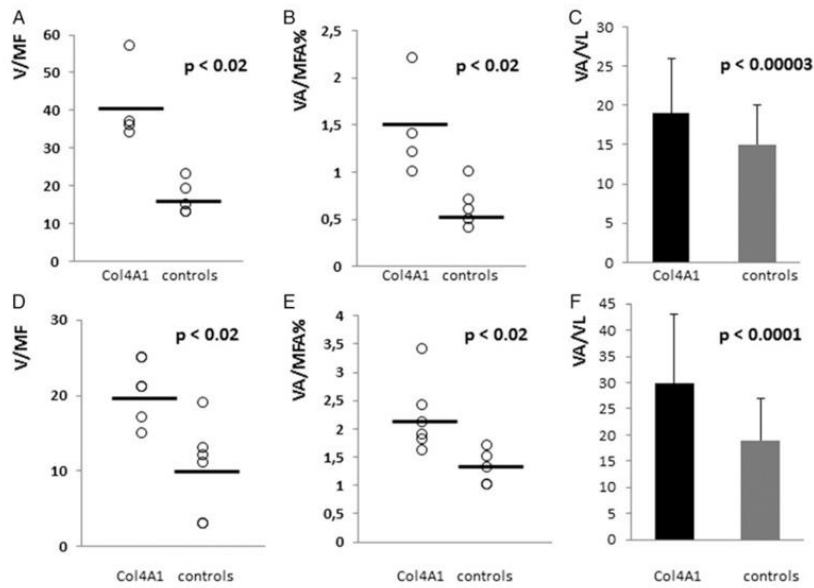 A
V/MF
60
50
40
30
20
10
0
p < 0.02
Col4A1 controls
B
VA/MFA%
2,5
2
1,5
1
0,5
0
p < 0.02
Col4A1 controls
C
VA/VL
30
25
20
15
10
5
0
p < 0.00003
Col4A1 controls
D
V/MF
30
20
10
0
p < 0.02
Col4A1 controls
E
VA/MFA%
4
3,5
3
2,5
2
1,5
1
0,5
0
p < 0.02
Col4A1 controls
F
VA/VL
45
40
35
30
25
20
15
10
5
0
p < 0.0001
Col4A1 controls